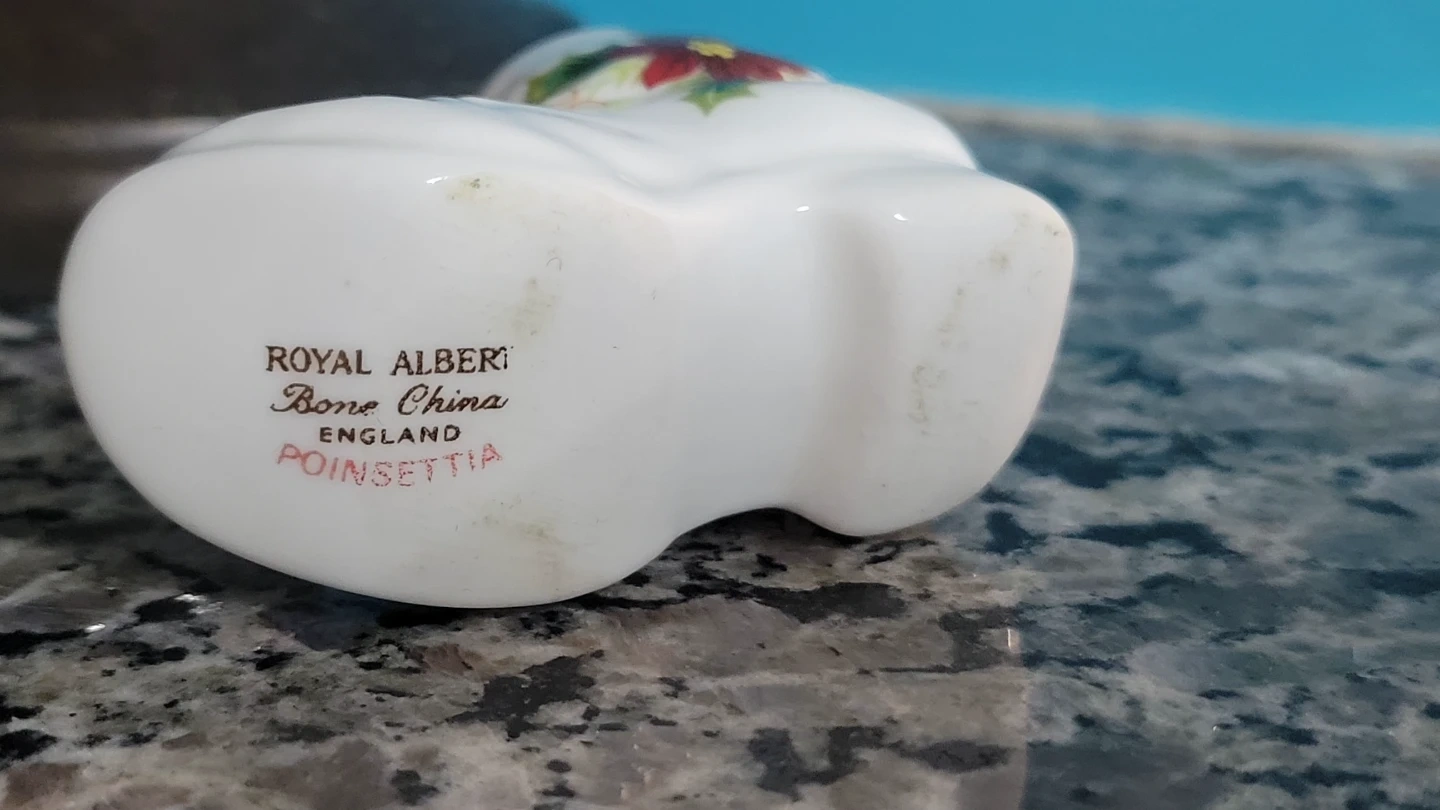 ROYAL ALBERT
Bone China
ENGLAND
POINSETTIA